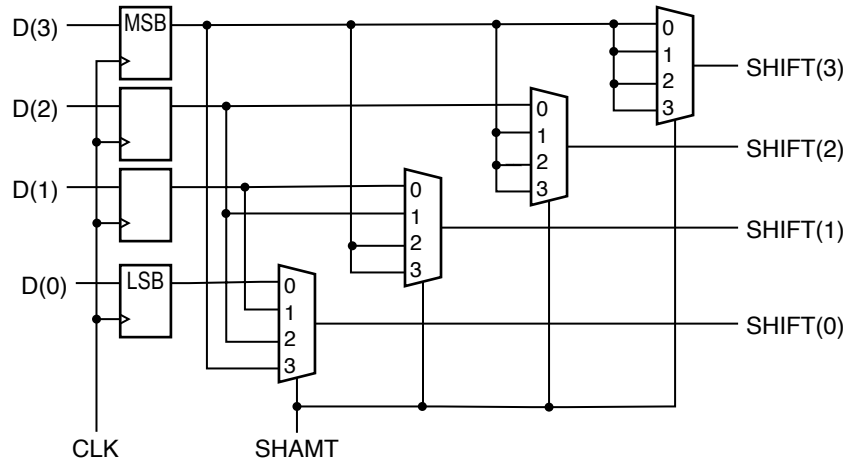 D(3)
MSB
0
1
2
3
SHIFT(3)
D(2)
0
1
2
3
SHIFT(2)
D(1)
0
1
2
3
SHIFT(1)
D(0)
LSB
0
1
2
3
SHIFT(0)
CLK
SHAMT